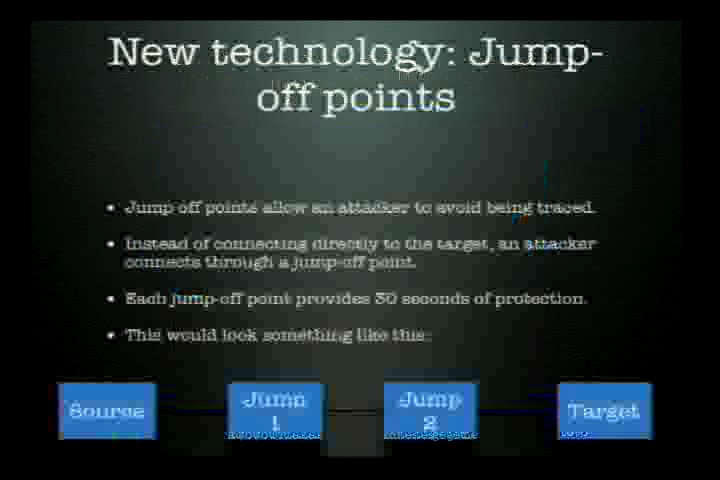 New technology: Jump-
off points
Jump off points allow an attacker to avoid being traced.
Instead of connecting directly to the target, an attacker
connects through a jump-off point.
Each jump-off point provides 30 seconds of protection.
This would look something like this:
Source
Jump
1
Jump
2
Target